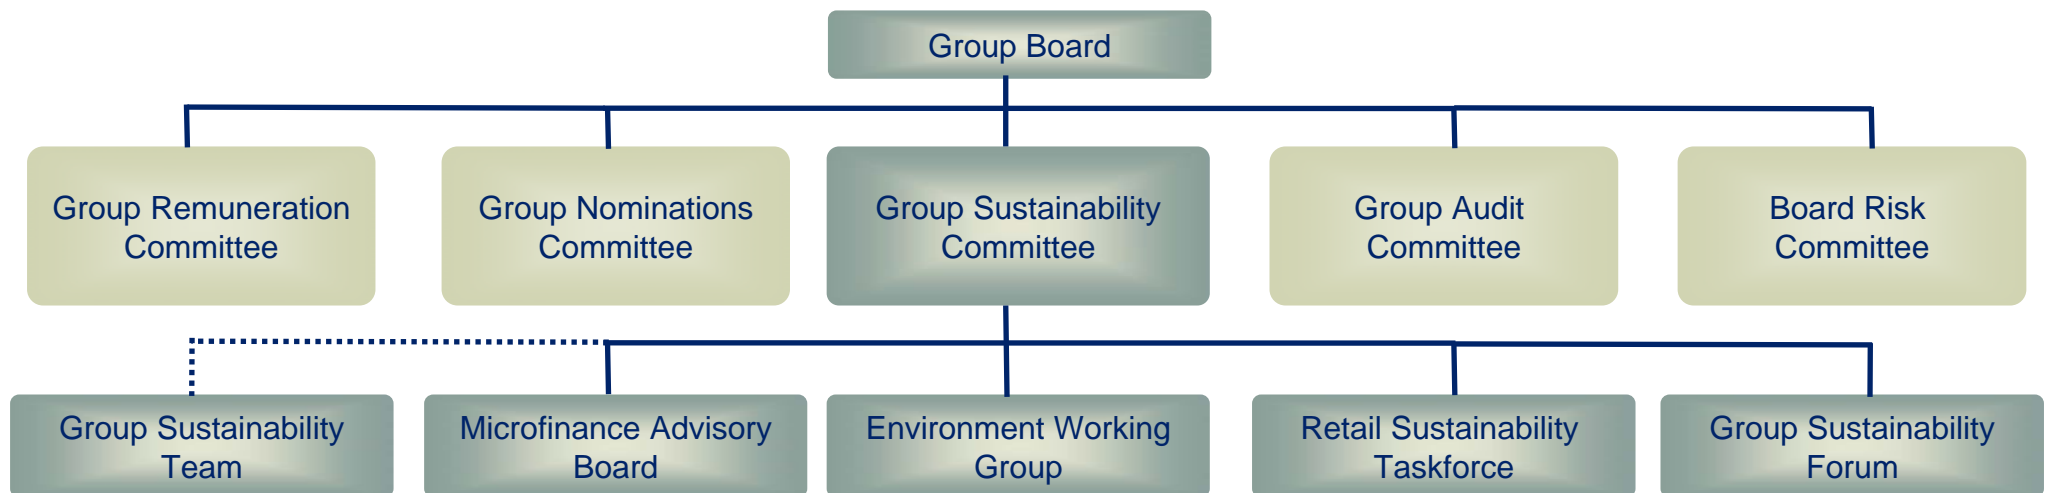 Group Board
Group Remuneration
Committee
Group Nominations
Committee
Group Sustainability
Committee
Group Audit
Committee
Board Risk
Committee
Group Sustainability
Team
Microfinance Advisory
Board
Environment Working
Group
Retail Sustainability
Taskforce
Group Sustainability
Forum